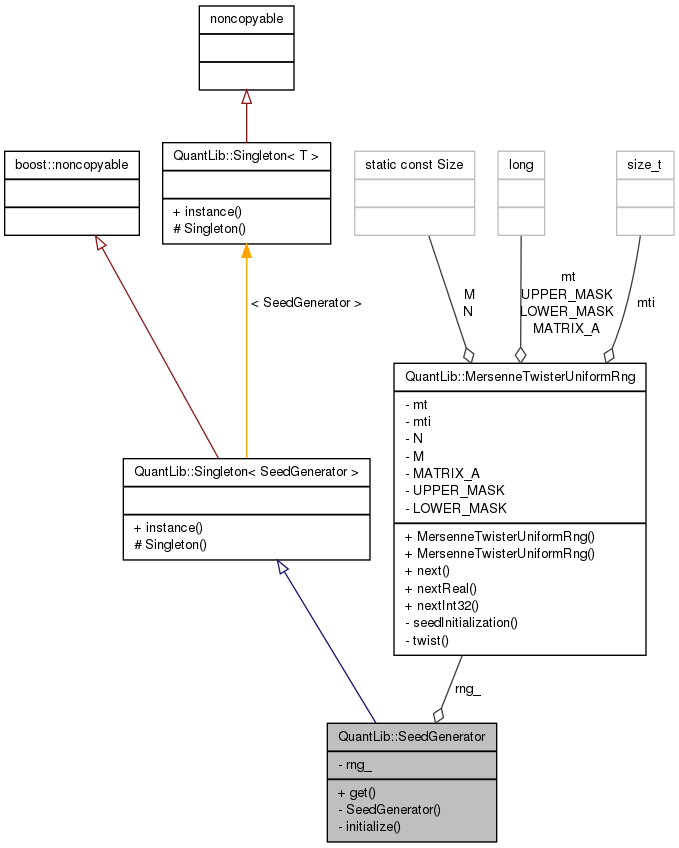 noncopyable
boost::noncopyable
QuantLib::Singleton< T >
+ instance()
# Singleton()
static const Size
long
size_t
< SeedGenerator >
M
N
mt
UPPER_MASK
LOWER_MASK
MATRIX_A
mti
QuantLib::Singleton< SeedGenerator >
+ instance()
# Singleton()
QuantLib::MersenneTwisterUniformRng
- mt
- mti
- N
- M
- MATRIX_A
- UPPER_MASK
- LOWER_MASK
+ MersenneTwisterUniformRng()
+ MersenneTwisterUniformRng()
+ next()
+ nextReal()
+ nextInt32()
- seedInitialization()
- twist()
rng_
QuantLib::SeedGenerator
- rng_
+ get()
- SeedGenerator()
- initialize()